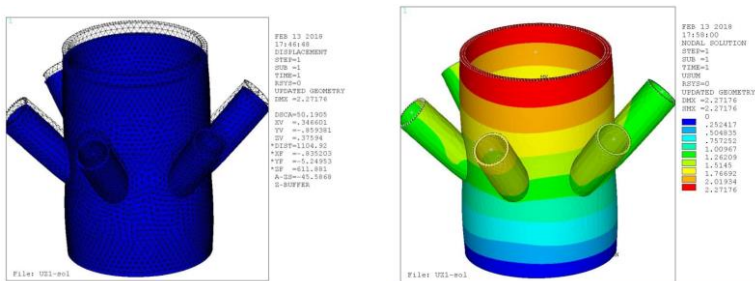 1
FEB 13 2018
17:46:48
DISPLACEMENT
STEP=1
SUB =1
TIME=1
RSYS=0
UPDATED GEOMETRY
DMX =2.27176
DSCA=50.1905
XV =.346601
YV =-.859381
ZV =.37594
*DIST=1104.92
*XF =-.835203
*YF =-5.24953
*ZF =611.881
A-ZS=-45.5868
Z-BUFFER
File: UZ1-sol
1
FEB 13 2018
17:58:00
NODAL SOLUTION
STEP=1
SUB =1
TIME=1
USUM
RSYS=0
UPDATED GEOMETRY
DMX =2.27176
SMX =2.27176
0
.252417
.504835
.757252
1.00967
1.26209
1.5145
1.76692
2.01934
2.27176
File: UZ1-sol